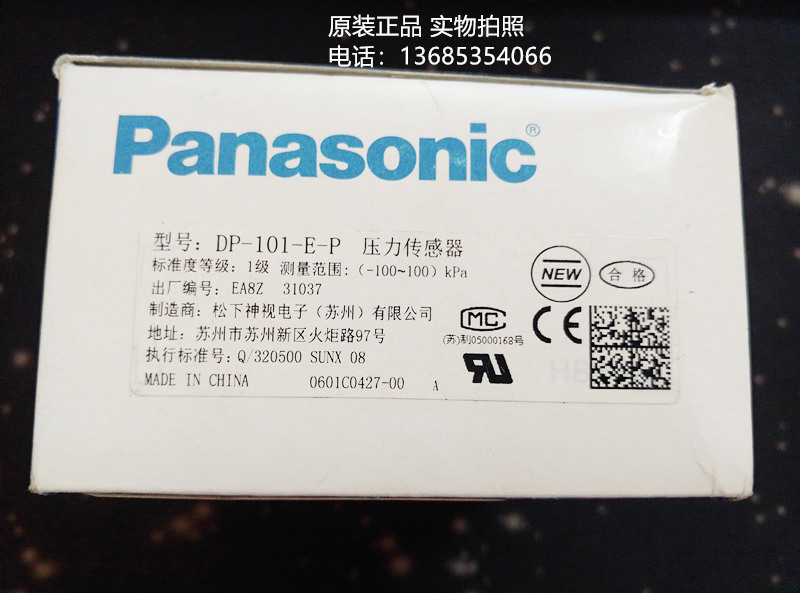 原装正品 实物拍照
电话：13685354066
Panasonic®
型号：DP-101-E-P 压力传感器
标准度等级：1级 测量范围：(-100~100) kPa
出厂编号：EA8Z 31037
制造商：松下神视电子（苏州）有限公司
地址：苏州市苏州新区火炬路97号
执行标准号：Q/320500 SUNX 08
MADE IN CHINA 0601C0427-00 A
NEW
合格
MC
(苏)制05000168号
CE